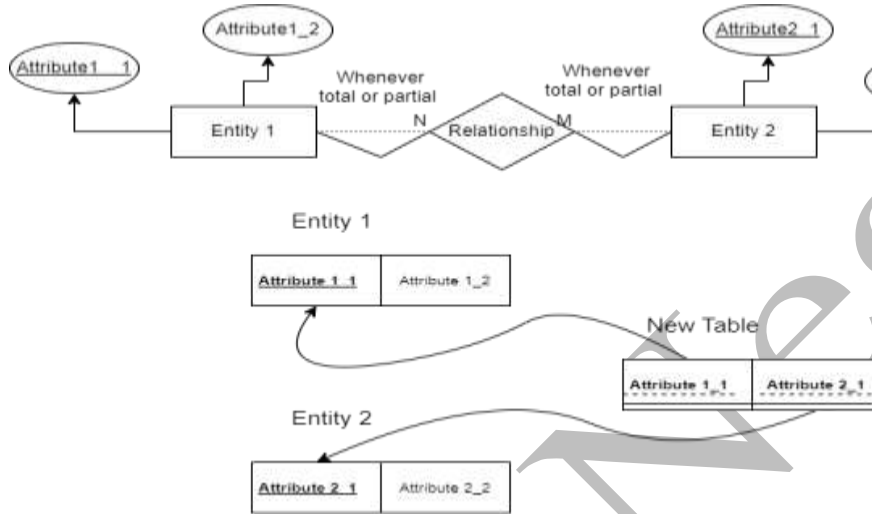 Attribute1_2
Attribute2_1
Attribute1_1
Whenever
total or partial
Whenever
total or partial
Entity 1
N
Relationship
M
Entity 2
Entity 1
Attribute 1_1
Attribute 1_2
New Table
Attribute 1_1
Attribute 2_1
Entity 2
Attribute 2_1
Attribute 2_2